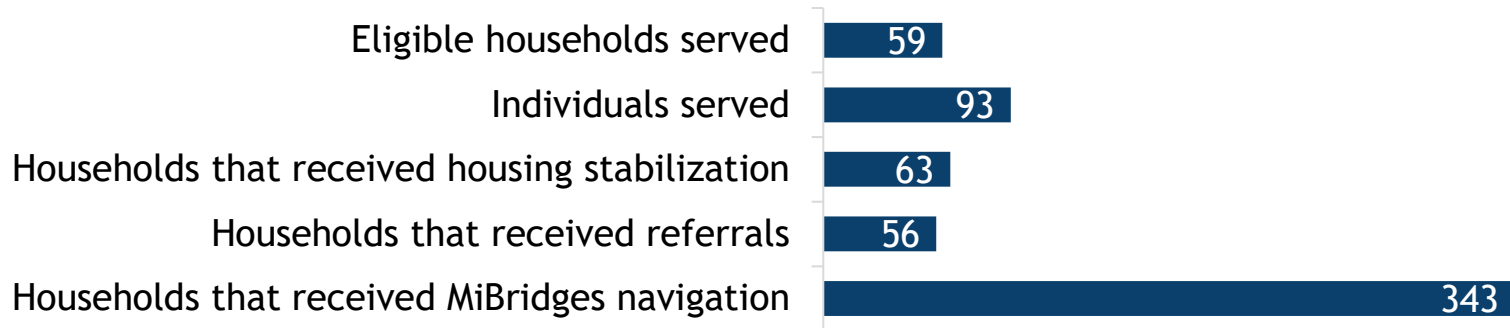 Eligible households served 59
Individuals served 93
Households that received housing stabilization 63
Households that received referrals 56
Households that received MiBridges navigation 343